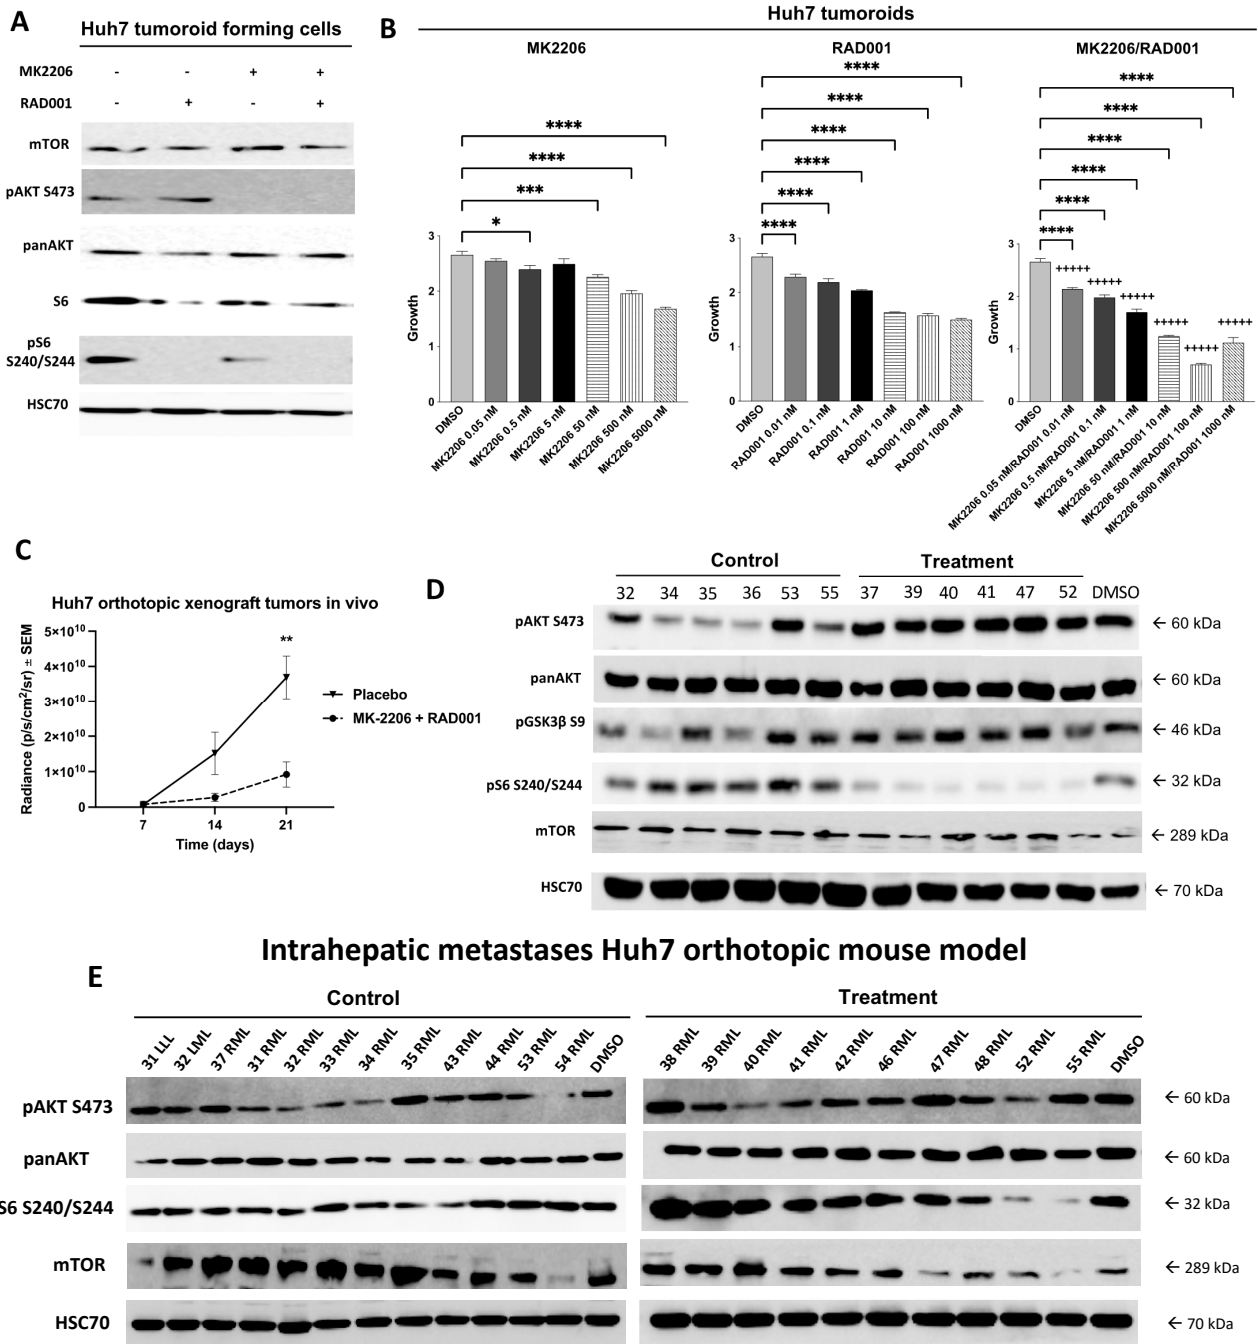 A
Huh7 tumoroid forming cells
MK2206 - - + +
RAD001 - + - +
mTOR
pAKT S473
panAKT
S6
pS6
S240/S244
HSC70
B
Huh7 tumoroids
MK2206
****
****
***
*
3
2
1
0
Growth
DMSO
MK2206 0.05 nM
MK2206 0.5 nM
MK2206 5 nM
MK2206 50 nM
MK2206 500 nM
MK2206 5000 nM
RAD001
****
****
****
****
****
****
3
2
1
0
Growth
DMSO
RAD001 0.01 nM
RAD001 0.1 nM
RAD001 1 nM
RAD001 10 nM
RAD001 100 nM
RAD001 1000 nM
MK2206/RAD001
****
****
****
****
****
****
+++++
+++++
+++++
+++++
+++++
+++++
3
2
1
0
Growth
DMSO
MK2206 0.05 nM/RAD001 0.01 nM
MK2206 0.5 nM/RAD001 0.1 nM
MK2206 5 nM/RAD001 1 nM
MK2206 50 nM/RAD001 10 nM
MK2206 500 nM/RAD001 100 nM
MK2206 5000 nM/RAD001 1000 nM
C
Huh7 orthotopic xenograft tumors in vivo
Radiance (p/s/cm²/sr) ± SEM
5×10¹⁰
4×10¹⁰
3×10¹⁰
2×10¹⁰
1×10¹⁰
0
**
Placebo
MK-2206 + RAD001
7 14 21
Time (days)
D
Control Treatment
32 34 35 36 53 55 37 39 40 41 47 52 DMSO
pAKT S473 ← 60 kDa
panAKT ← 60 kDa
pGSK3β S9 ← 46 kDa
pS6 S240/S244 ← 32 kDa
mTOR ← 289 kDa
HSC70 ← 70 kDa
Intrahepatic metastases Huh7 orthotopic mouse model
E
Control Treatment
31 LLL 32 LML 37 RML 31 RML 32 RML 33 RML 34 RML 35 RML 43 RML 44 RML 53 RML 54 RML DMSO 38 RML 39 RML 40 RML 41 RML 42 RML 46 RML 47 RML 48 RML 52 RML 55 RML DMSO
pAKT S473 ← 60 kDa
panAKT ← 60 kDa
S6 S240/S244 ← 32 kDa
mTOR ← 289 kDa
HSC70 ← 70 kDa